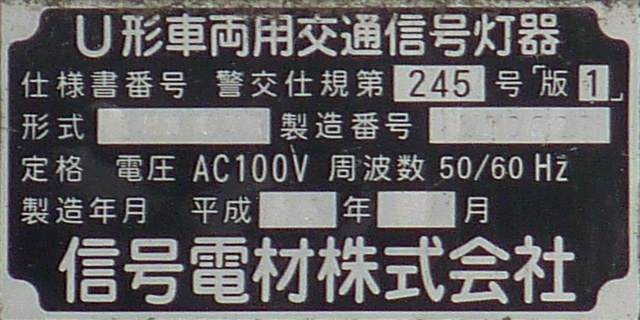 U形車両用交通信号灯器
仕様書番号 警交仕規第 245 号「版 1」
形式 製造番号
定格 電圧 AC100V 周波数 50/60 Hz
製造年月 平成 年 月
信号電材株式会社